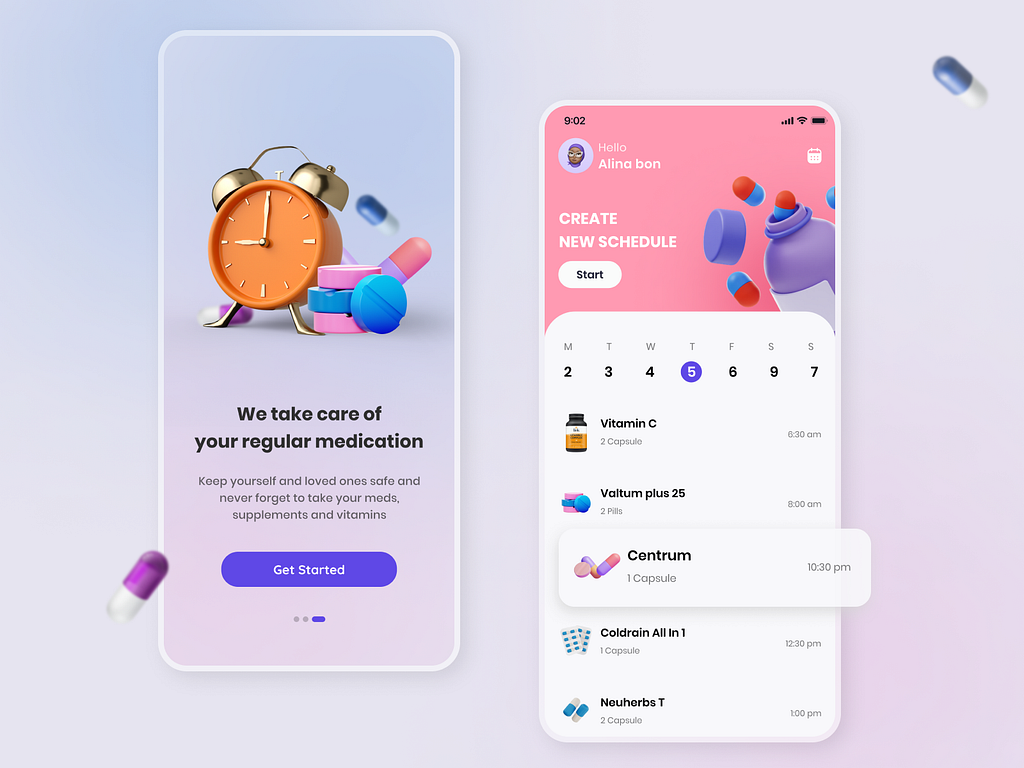 We take care of
your regular medication
Keep yourself and loved ones safe and
never forget to take your meds,
supplements and vitamins
Get Started
9:02
Hello
Alina bon
CREATE
NEW SCHEDULE
Start
M T W T F S S
2 3 4 5 6 9 7
Vitamin C
2 Capsule
6:30 am
Valtum plus 25
2 Pills
8:00 am
Centrum
1 Capsule
10:30 pm
Coldrain All In 1
1 Capsule
12:30 pm
Neuherbs T
2 Capsule
1:00 pm